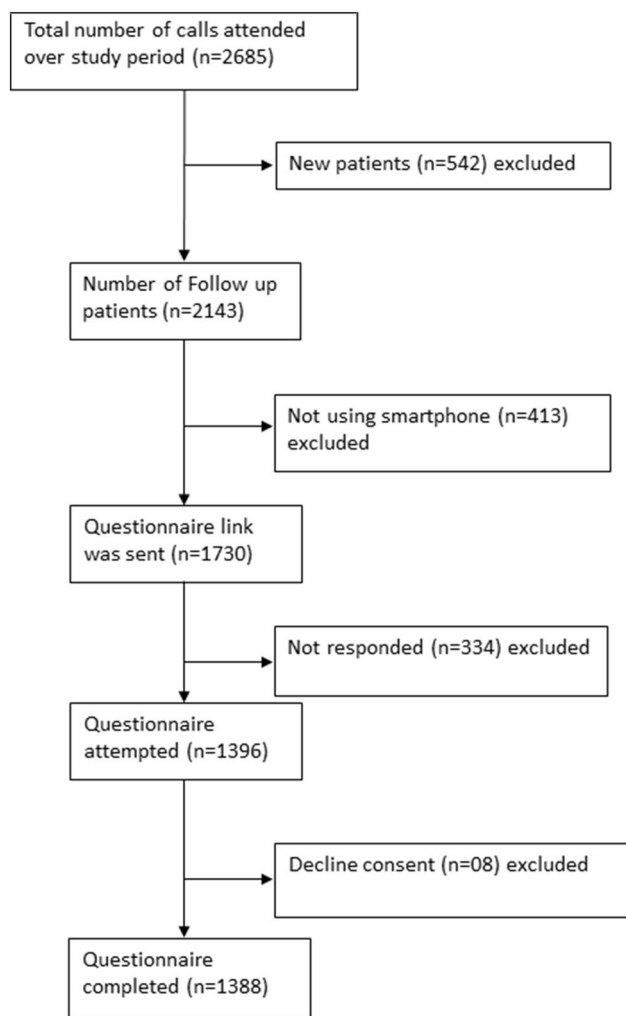 Total number of calls attended
over study period (n=2685)
New patients (n=542) excluded
Number of Follow up
patients (n=2143)
Not using smartphone (n=413)
excluded
Questionnaire link
was sent (n=1730)
Not responded (n=334) excluded
Questionnaire
attempted (n=1396)
Decline consent (n=08) excluded
Questionnaire
completed (n=1388)